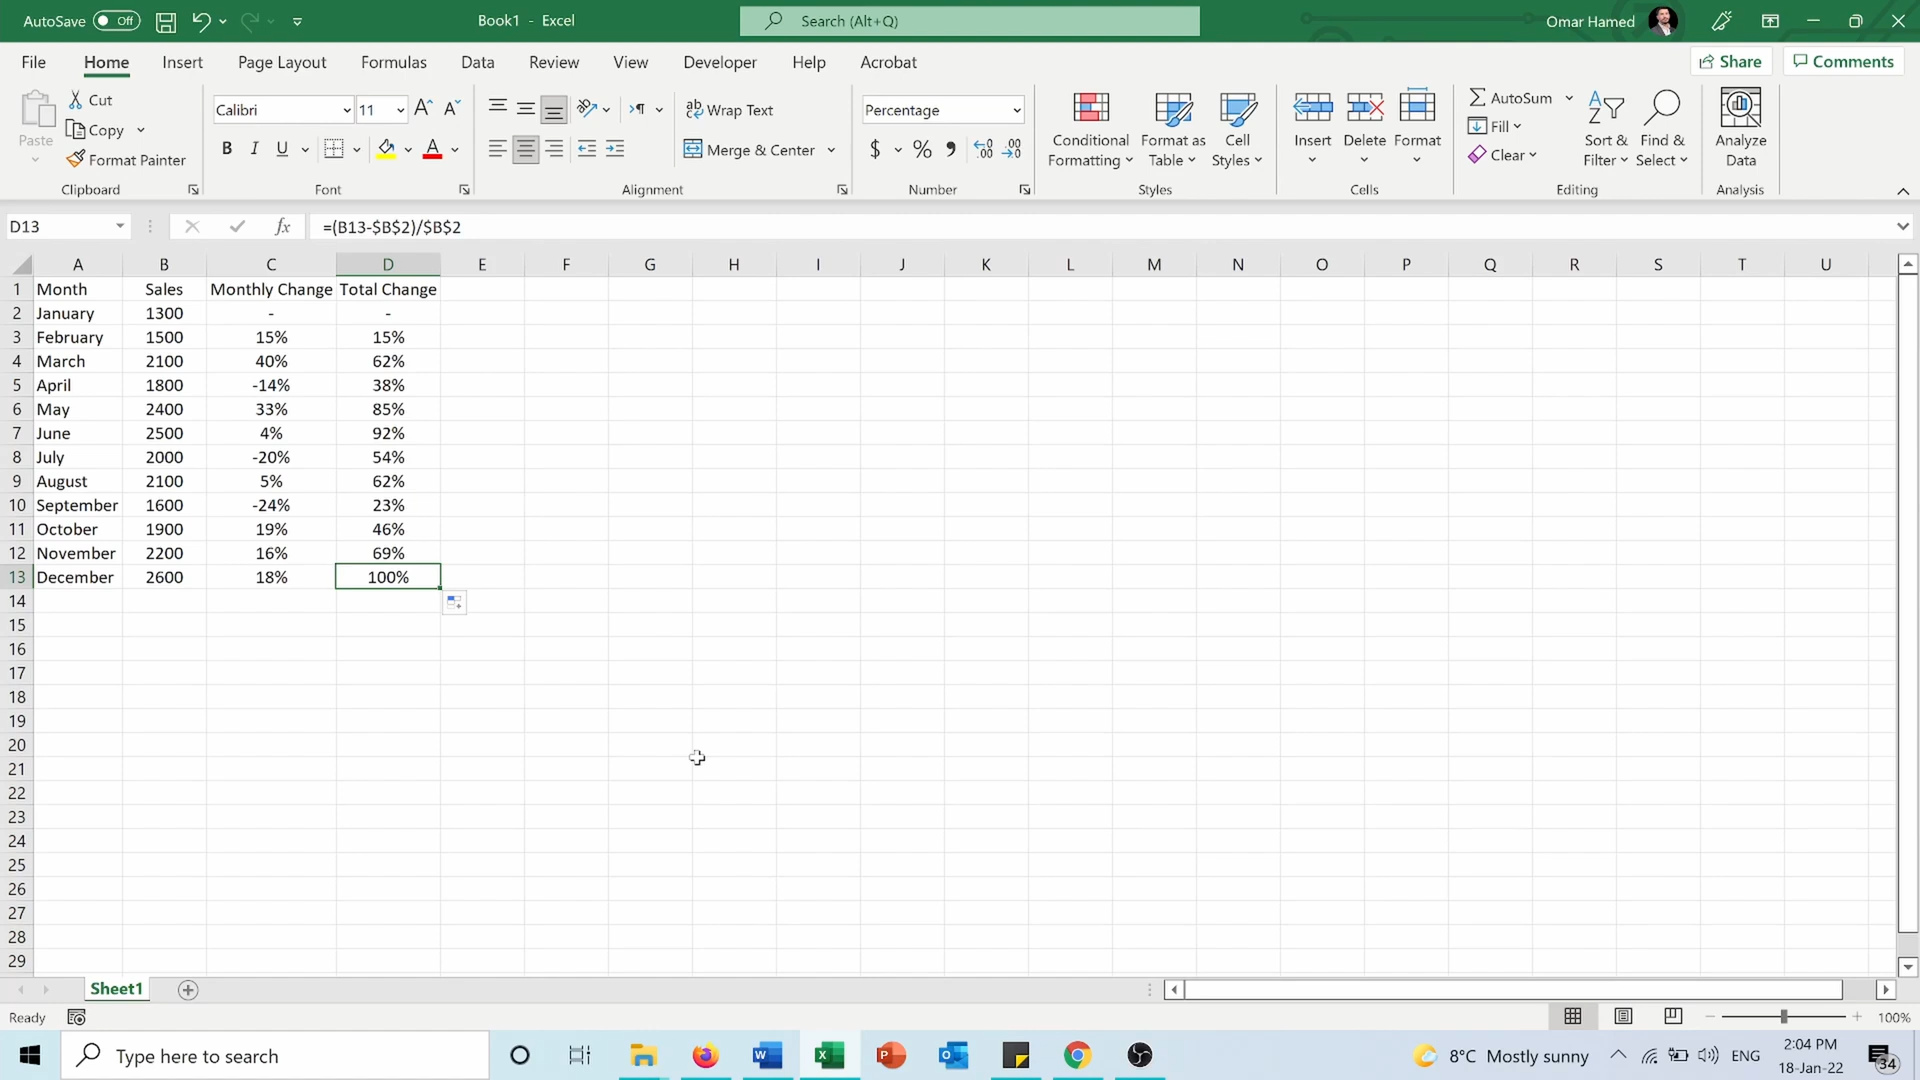 AutoSave Off Book1 - Excel Search (Alt+Q) Omar Hamed
File Home Insert Page Layout Formulas Data Review View Developer Help Acrobat Share Comments
Paste Cut Copy Format Painter Clipboard
Calibri 11 B I U A Font
Wrap Text Merge & Center Alignment
Percentage $ % 9 Number
Conditional Formatting Format as Table Cell Styles Styles
Insert Delete Format Cells
AutoSum Fill Clear Sort & Filter Find & Select Editing
Analyze Data Analysis
D13 fx =(B13-$B$2)/$B$2
A B C D E F G H I J K L M N O P Q R S T U
1 Month Sales Monthly Change Total Change
2 January 1300 - -
3 February 1500 15% 15%
4 March 2100 40% 62%
5 April 1800 -14% 38%
6 May 2400 33% 85%
7 June 2500 4% 92%
8 July 2000 -20% 54%
9 August 2100 5% 62%
10 September 1600 -24% 23%
11 October 1900 19% 46%
12 November 2200 16% 69%
13 December 2600 18% 100%
14
15
16
17
18
19
20
21
22
23
24
25
26
27
28
29
Sheet1
Ready 100%
Type here to search 8°C Mostly sunny ENG 2:04 PM
18-Jan-22 34